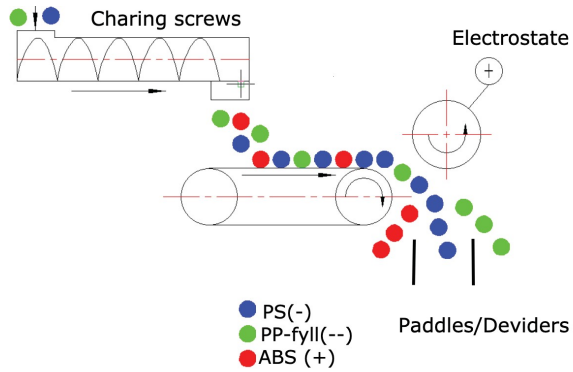 Charing screws
Electrostate
+
Paddles/Deviders
PS(-)
PP-fyll(--)
ABS (+)